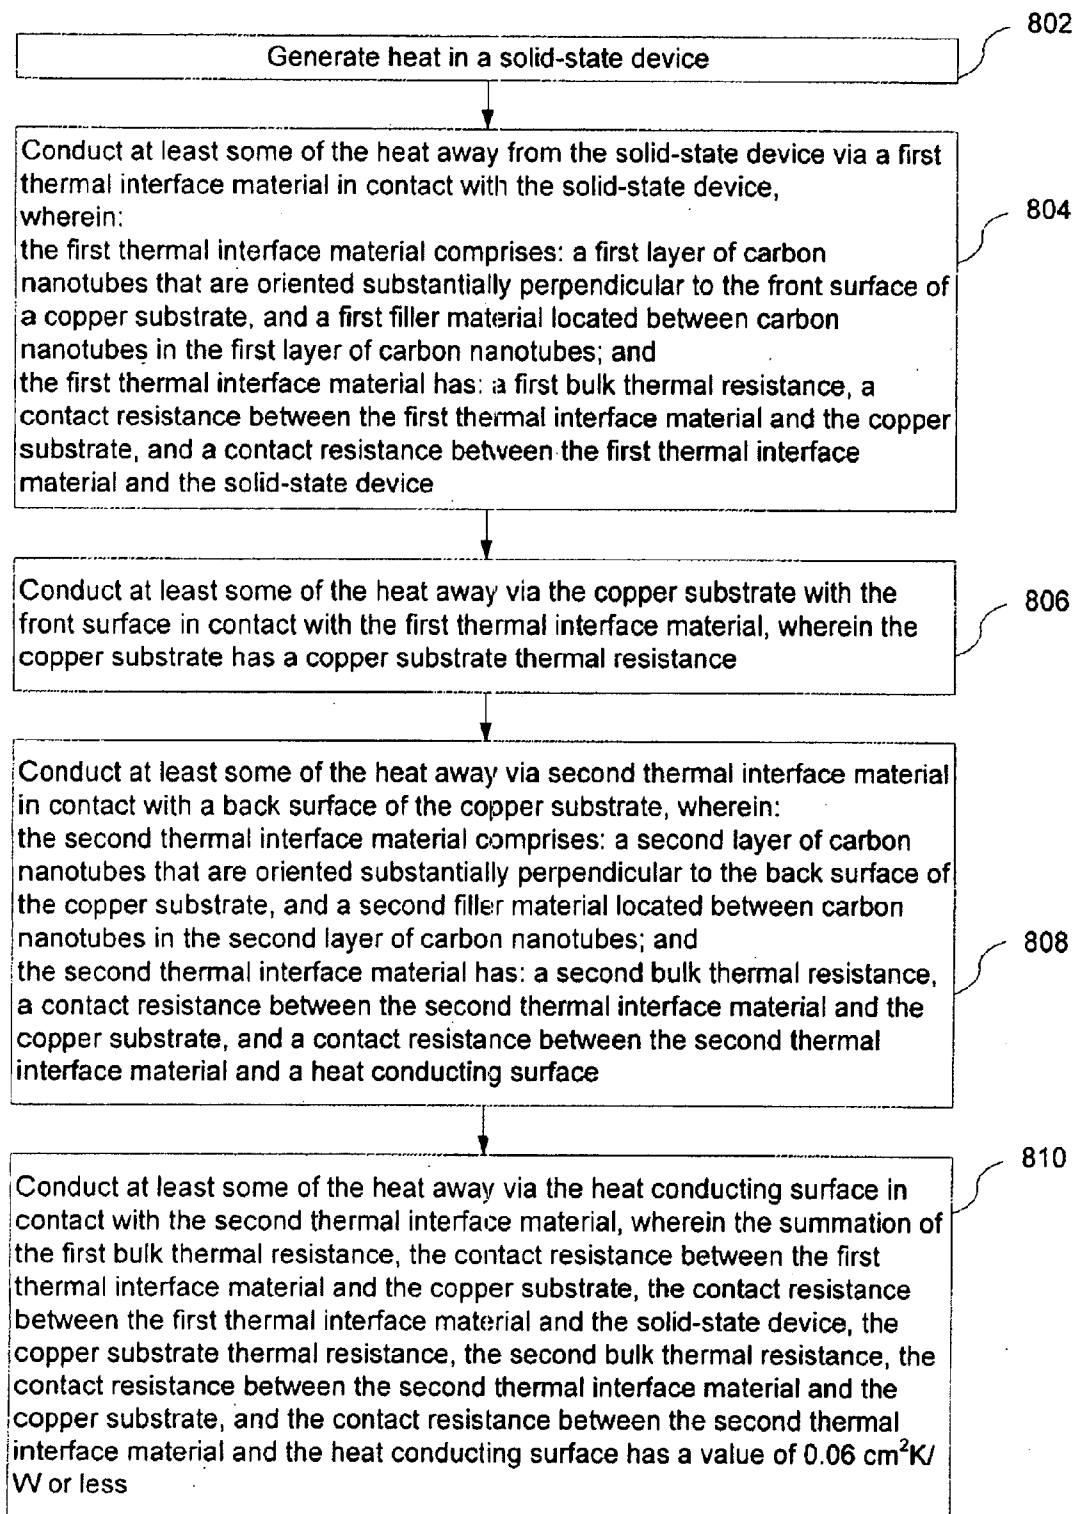 802
Generate heat in a solid-state device
Conduct at least some of the heat away from the solid-state device via a first
thermal interface material in contact with the solid-state device,
wherein:
the first thermal interface material comprises: a first layer of carbon
nanotubes that are oriented substantially perpendicular to the front surface of
a copper substrate, and a first filler material located between carbon
nanotubes in the first layer of carbon nanotubes; and
the first thermal interface material has: a first bulk thermal resistance, a
contact resistance between the first thermal interface material and the copper
substrate, and a contact resistance between the first thermal interface
material and the solid-state device
804
Conduct at least some of the heat away via the copper substrate with the
front surface in contact with the first thermal interface material, wherein the
copper substrate has a copper substrate thermal resistance
806
Conduct at least some of the heat away via second thermal interface material
in contact with a back surface of the copper substrate, wherein:
the second thermal interface material comprises: a second layer of carbon
nanotubes that are oriented substantially perpendicular to the back surface of
the copper substrate, and a second filler material located between carbon
nanotubes in the second layer of carbon nanotubes; and
the second thermal interface material has: a second bulk thermal resistance,
a contact resistance between the second thermal interface material and the
copper substrate, and a contact resistance between the second thermal
interface material and a heat conducting surface
808
810
Conduct at least some of the heat away via the heat conducting surface in
contact with the second thermal interface material, wherein the summation of
the first bulk thermal resistance, the contact resistance between the first
thermal interface material and the copper substrate, the contact resistance
between the first thermal interface material and the solid-state device, the
copper substrate thermal resistance, the second bulk thermal resistance, the
contact resistance between the second thermal interface material and the
copper substrate, and the contact resistance between the second thermal
interface material and the heat conducting surface has a value of 0.06 cm²K/
W or less